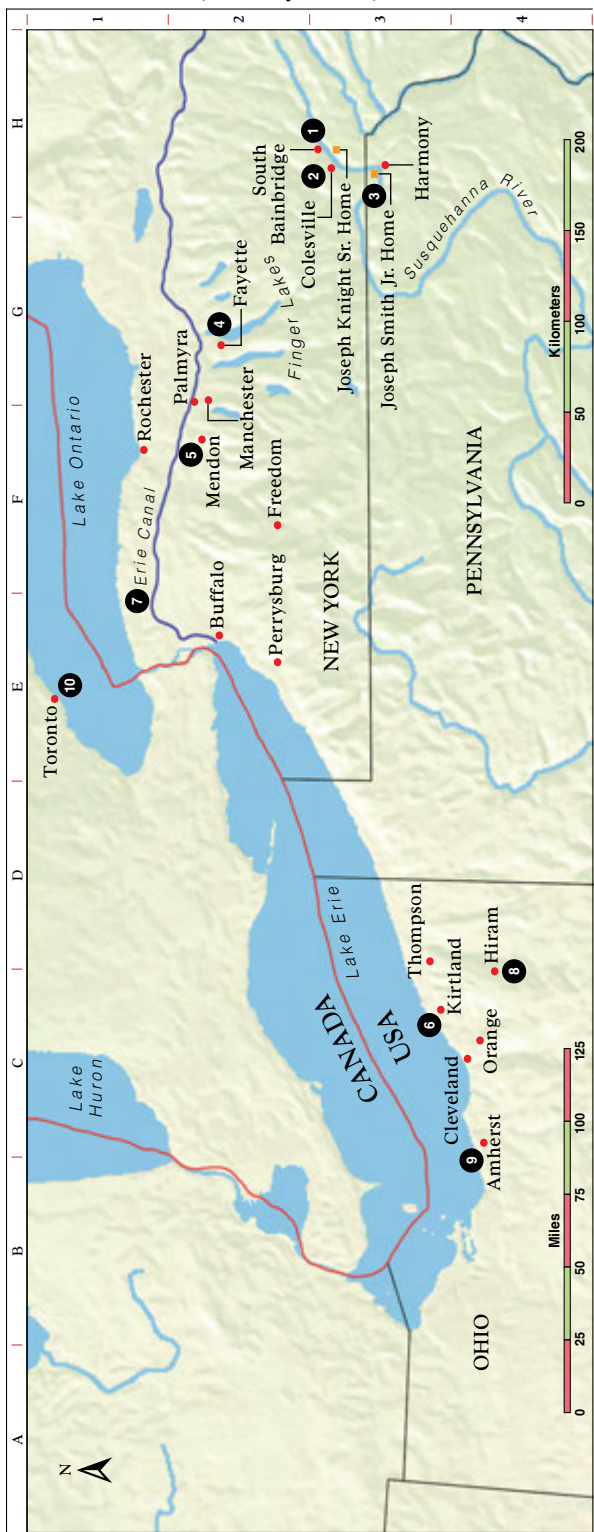 A
B
C
D
E
F
G
H
1
2
3
4
N
Lake
Huron
Toronto
10
Lake Ontario
7
Erie Canal
Rochester
Palmyra
5
Mendon
Manchester
4
Fayette
Finger Lakes
Buffalo
Perrysburg
Freedom
South
Bainbridge
1
Colesville
2
Joseph Knight Sr. Home
Joseph Smith Jr. Home
3
Harmony
Susquehanna River
NEW YORK
PENNSYLVANIA
Lake Erie
CANADA
USA
Thompson
6
Kirtland
Cleveland
Orange
Hiram
8
9
Amherst
OHIO
Miles
0 25 50 75 100 125
Kilometers
0 50 100 150 200